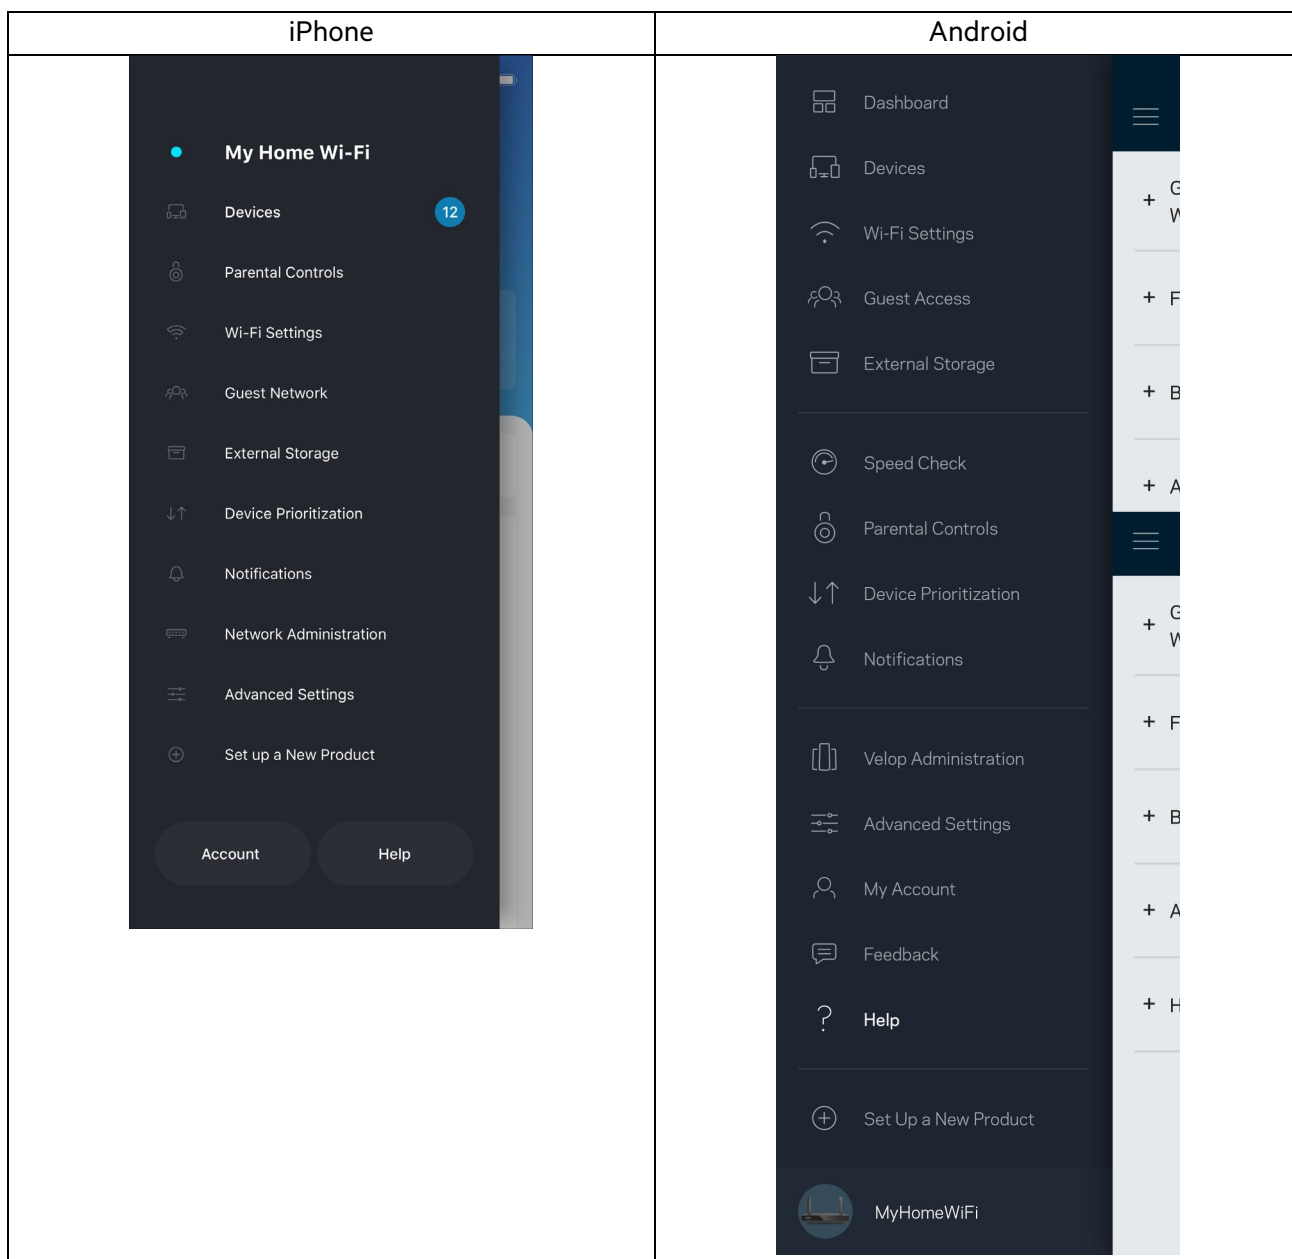 iPhone
Android
My Home Wi-Fi
Devices
12
Parental Controls
Wi-Fi Settings
Guest Network
External Storage
Device Prioritization
Notifications
Network Administration
Advanced Settings
Set up a New Product
Account
Help
Dashboard
Devices
Wi-Fi Settings
Guest Access
External Storage
Speed Check
Parental Controls
Device Prioritization
Notifications
Velop Administration
Advanced Settings
My Account
Feedback
Help
Set Up a New Product
MyHomeWiFi
+ F
+ B
+ A
+ F
+ B
+ A
+ H